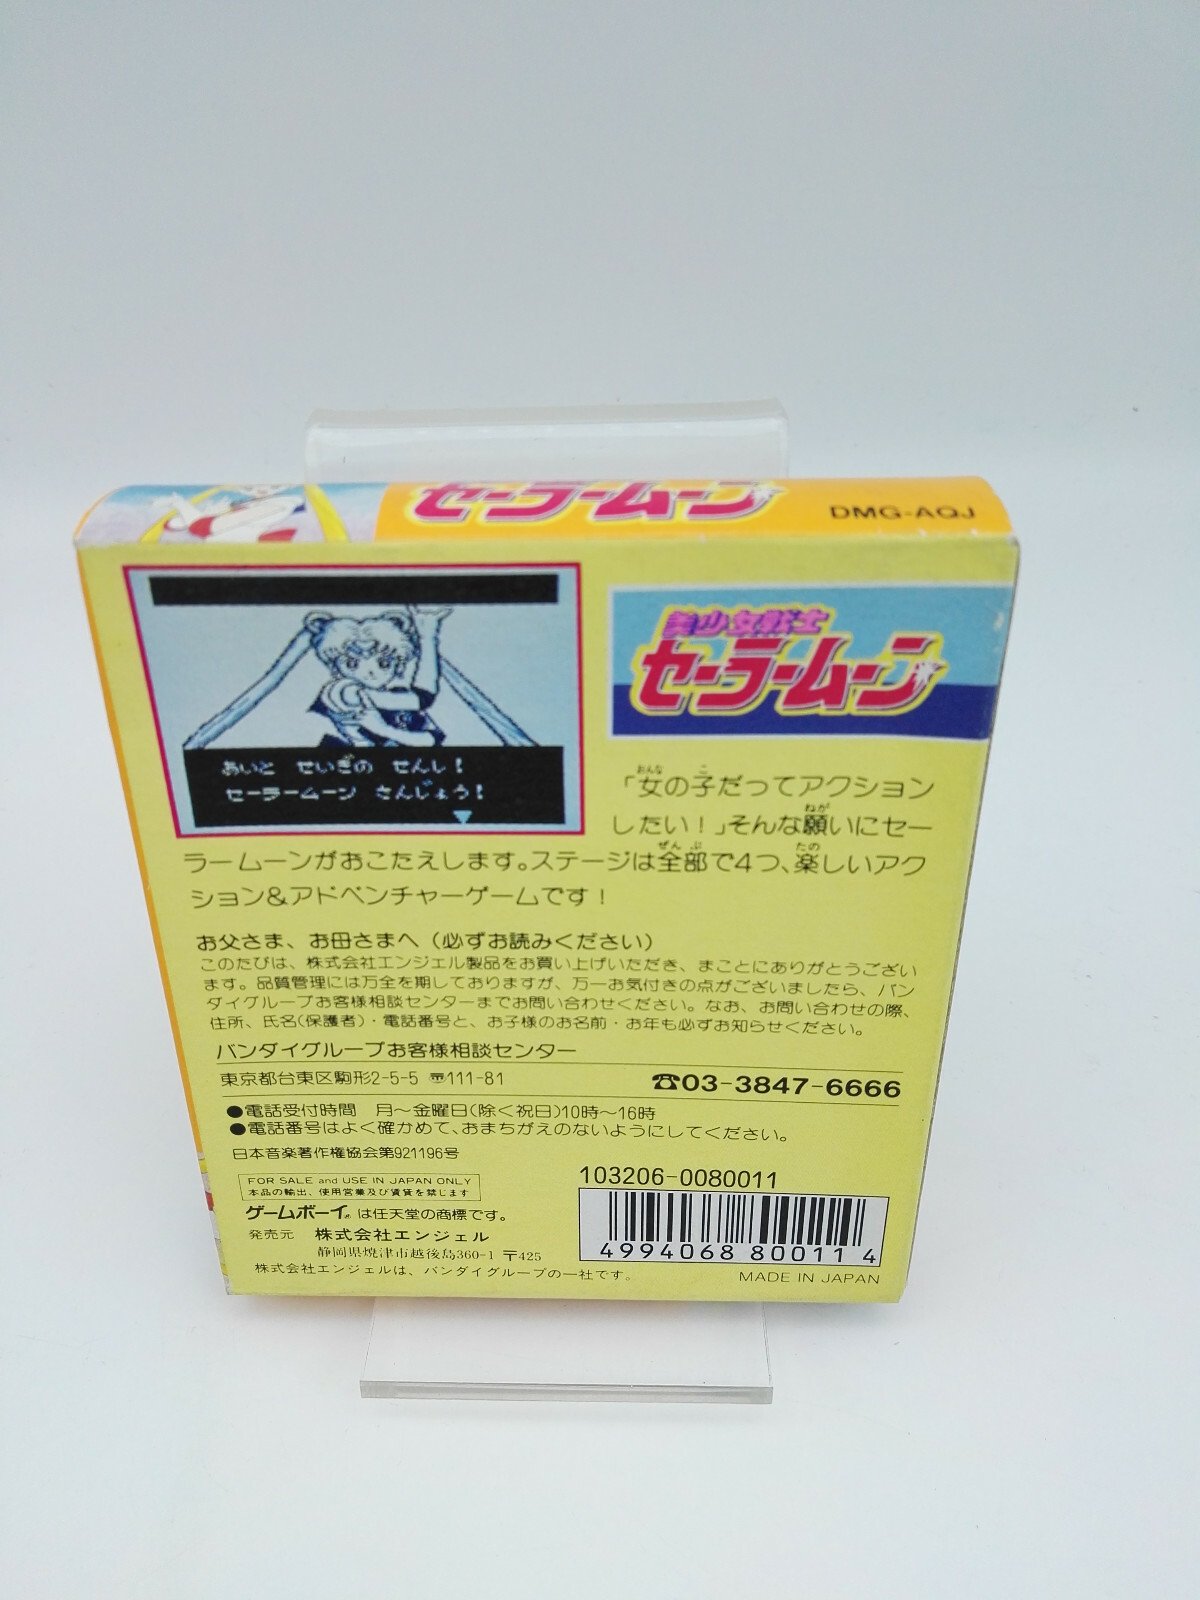 セーラームーン
DMG-AQJ
あいと せいぎの せんし!
セーラームーン さんじょう!
美少女戦士
セーラームーン
「女の子だってアクション
したい!」そんな願いにセー
ラームーンがおこたえします。ステージは全部で4つ、楽しいアク
ション&アドベンチャーゲームです!
お父さま、お母さまへ(必ずお読みください)
このたびは、株式会社エンジェル製品をお買い上げいただき、まことにありがとうござい
ます。品質管理には万全を期しておりますが、万一お気付きの点がございましたら、バン
ダイグループお客様相談センターまでお問い合わせください。なお、お問い合わせの際、
住所、氏名(保護者)・電話番号と、お子様のお名前・お年も必ずお知らせください。
バンダイグループお客様相談センター
東京都台東区駒形2-5-5 〒111-81 ☎03-3847-6666
●電話受付時間 月〜金曜日(除く祝日)10時〜16時
●電話番号はよく確かめて、おまちがえのないようにしてください。
日本音楽著作権協会第921196号
FOR SALE and USE IN JAPAN ONLY
本品の輸出、使用営業及び賃貸を禁じます
ゲームボーイ®は任天堂の商標です。
発売元 株式会社エンジェル
静岡県焼津市越後島360-1 〒425
株式会社エンジェルは、バンダイグループの一社です。
103206-0080011
4994068 80011 4
MADE IN JAPAN